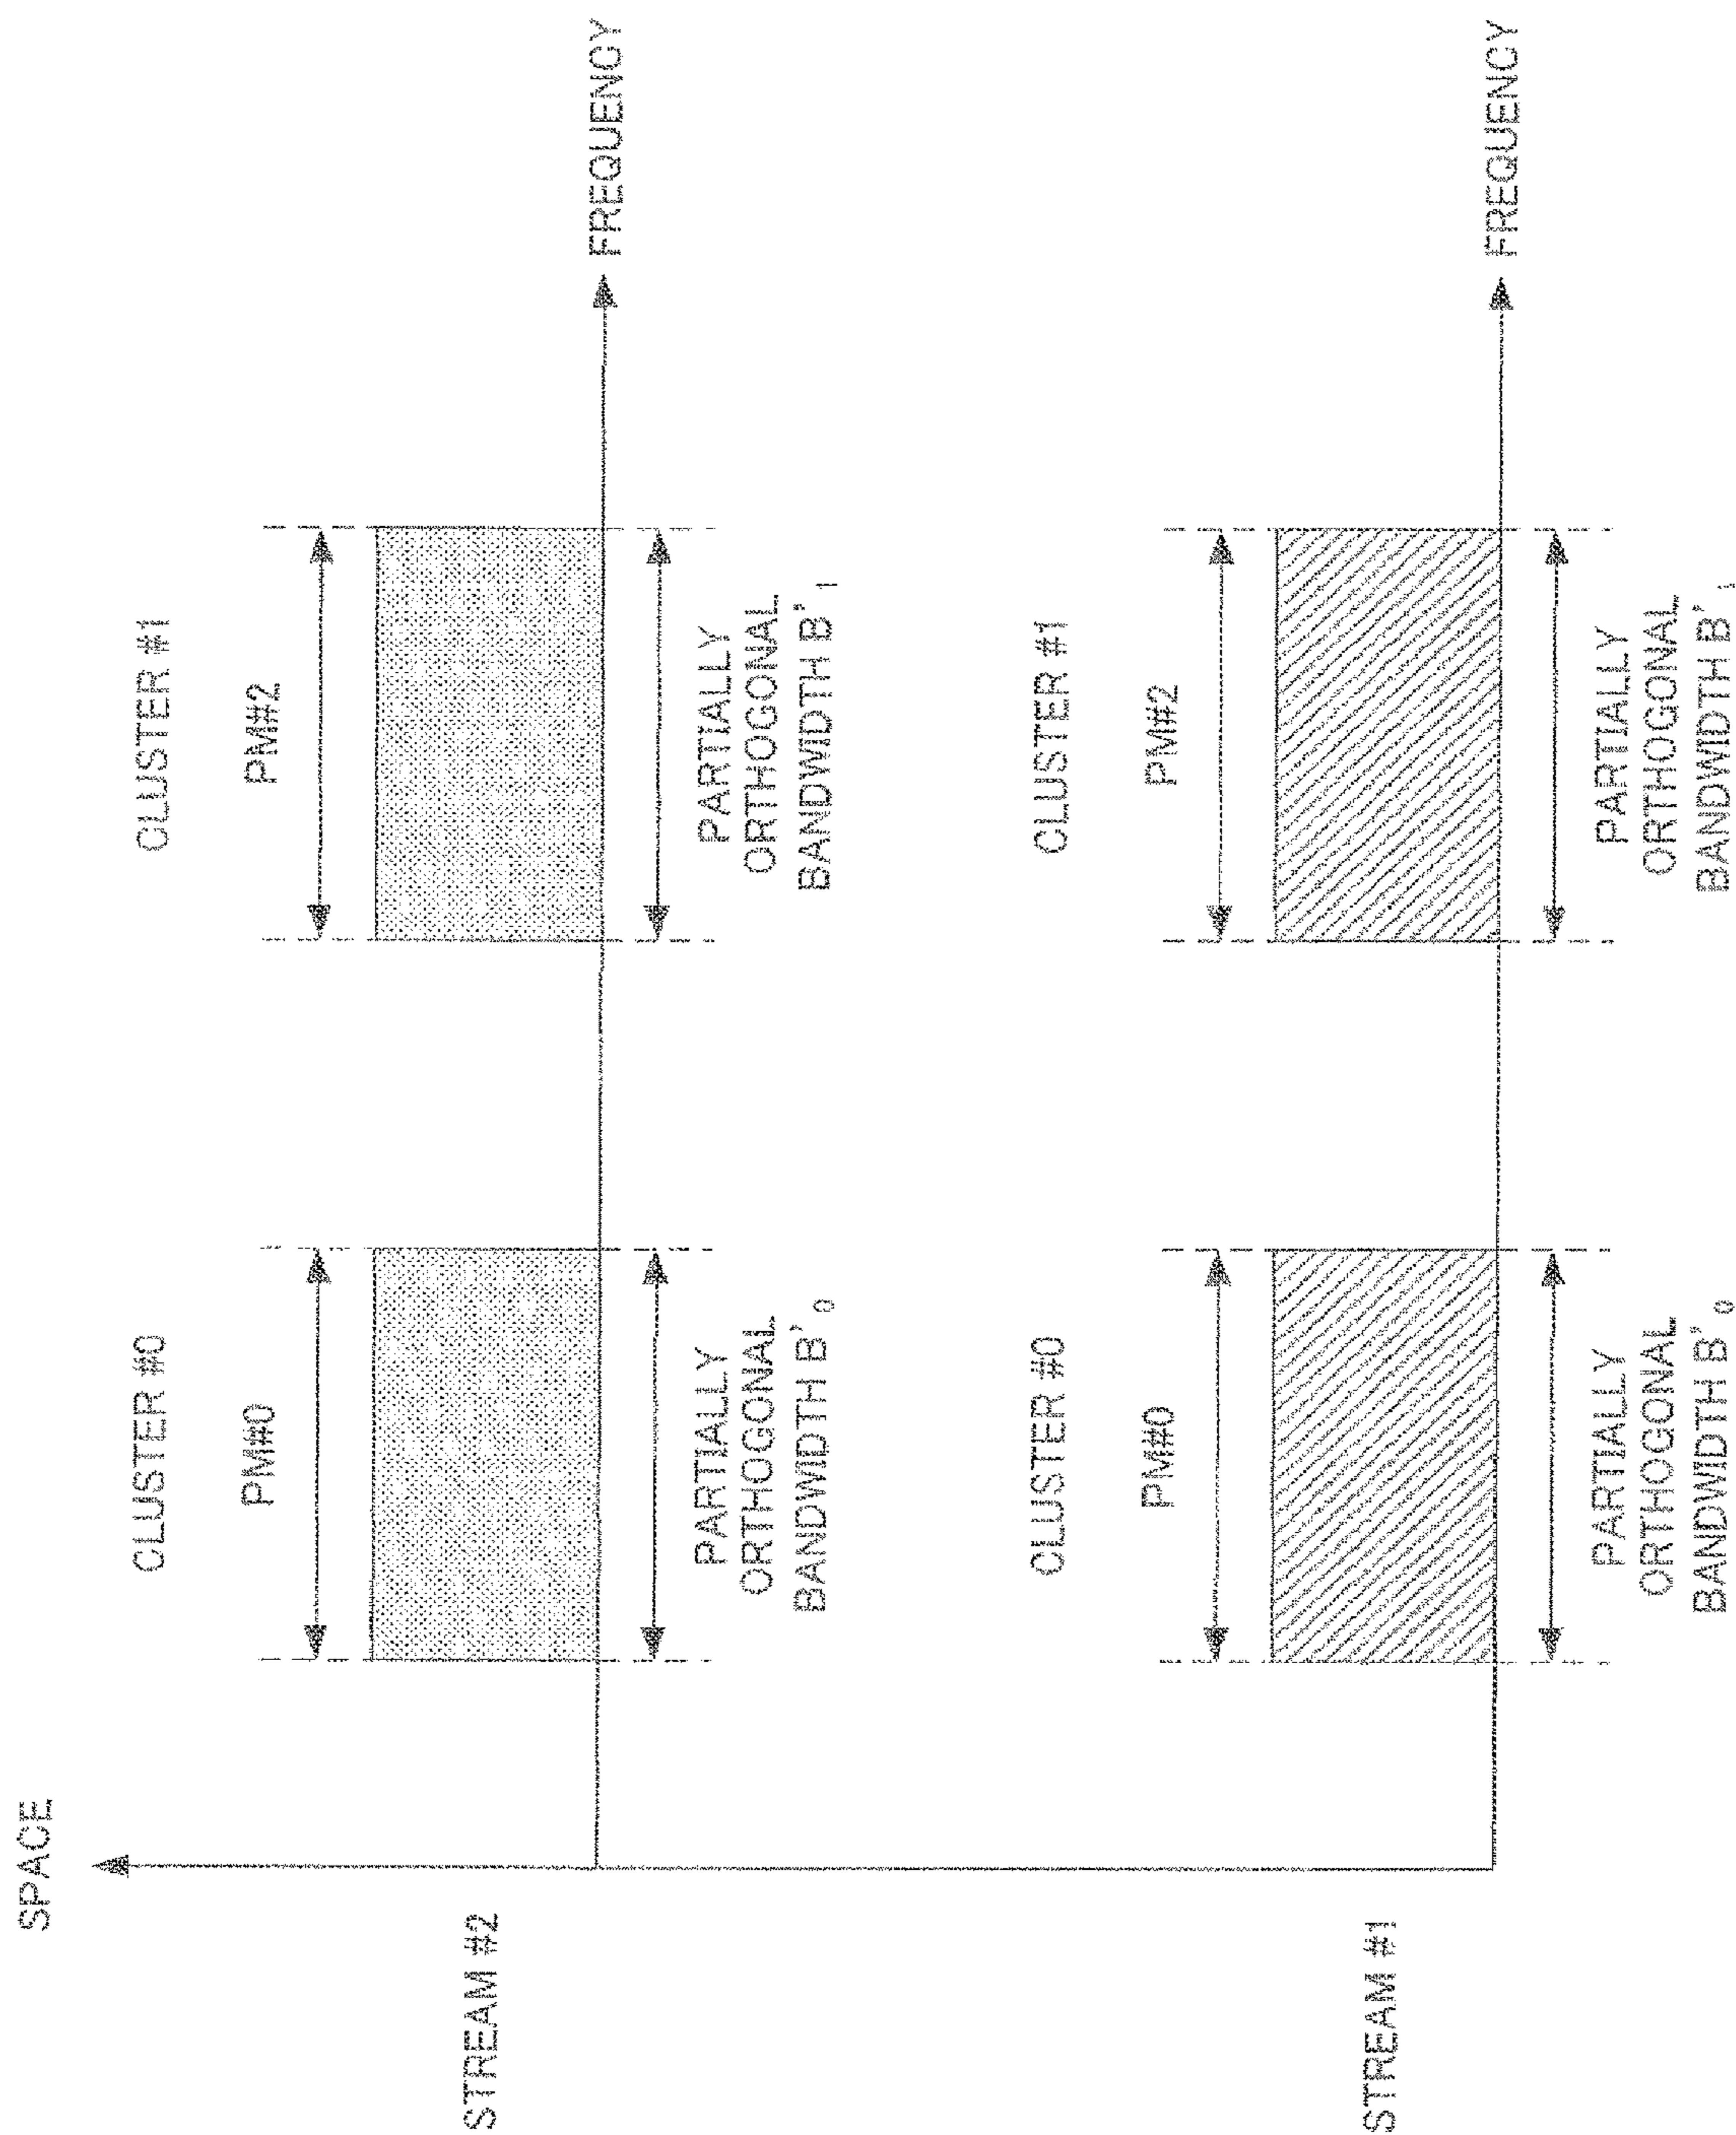 SPACE
STREAM #2
CLUSTER #0
CLUSTER #1
PM#0
PM#2
FREQUENCY
PARTIALLY
ORTHOGONAL
BANDWIDTH B'0
PARTIALLY
ORTHOGONAL
BANDWIDTH B'1
STREAM #1
CLUSTER #0
CLUSTER #1
PM#0
PM#2
FREQUENCY
PARTIALLY
ORTHOGONAL
BANDWIDTH B'0
PARTIALLY
ORTHOGONAL
BANDWIDTH B'1